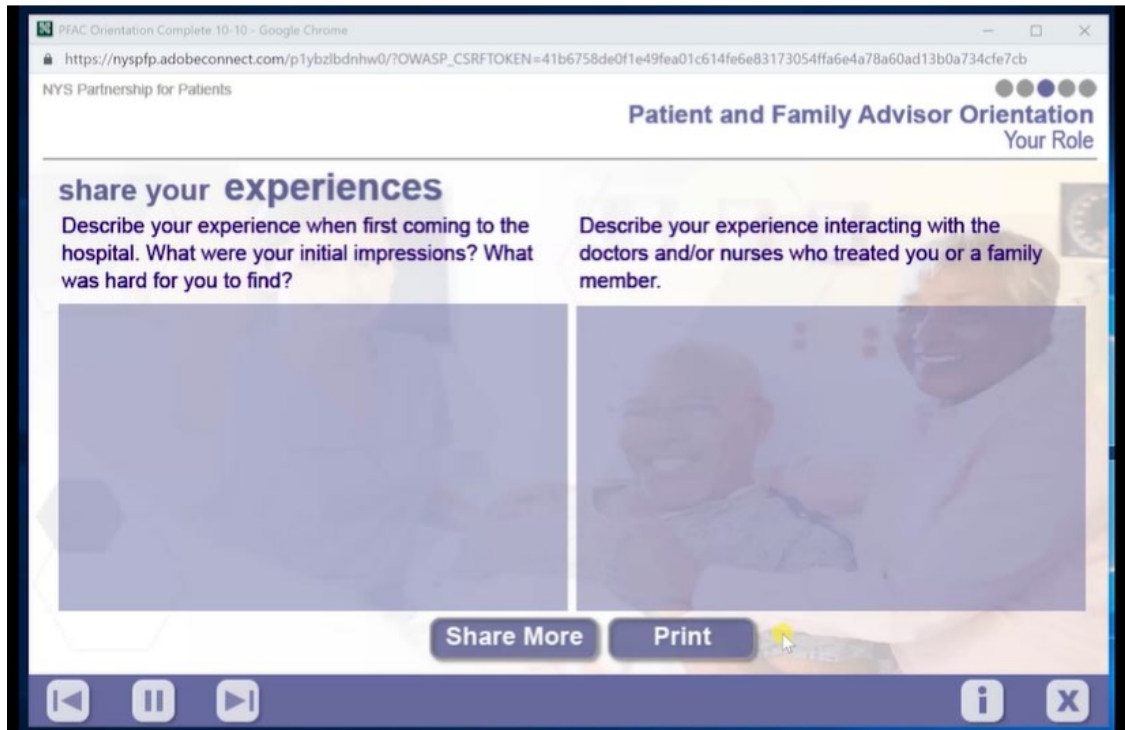 PFAC Orientation Complete 10-10 - Google Chrome
https://nyspfp.adobeconnect.com/p1ybzlbdnhw0/?OWASP_CSRFTOKEN=41b6758de0f1e49fea01c614fe6e83173054ffa6e4a78a60ad13b0a734cfe7cb
NYS Partnership for Patients
Patient and Family Advisor Orientation
Your Role
share your experiences
Describe your experience when first coming to the
hospital. What were your initial impressions? What
was hard for you to find?
Describe your experience interacting with the
doctors and/or nurses who treated you or a family
member.
Share More
Print
i
X